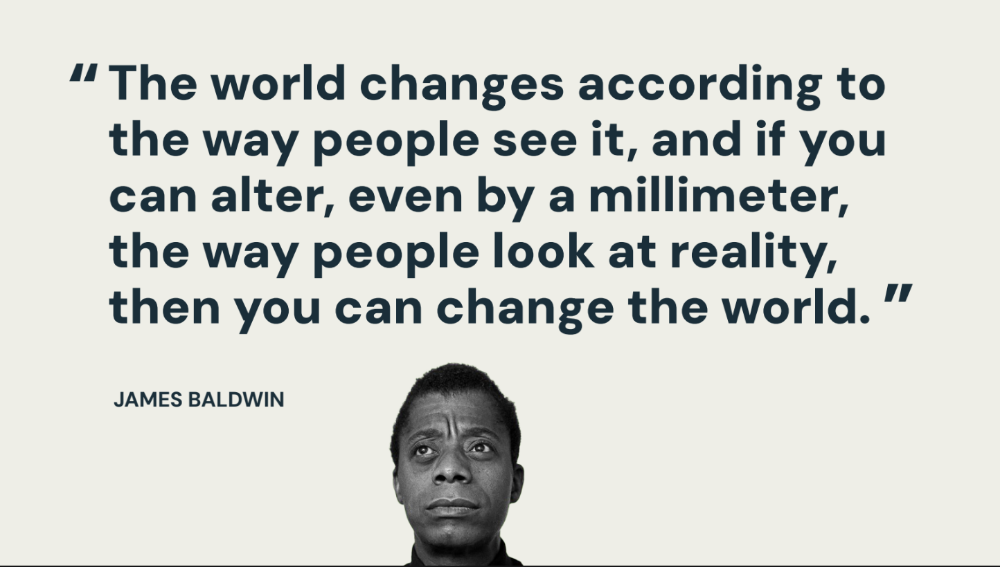 “The world changes according to
the way people see it, and if you
can alter, even by a millimeter,
the way people look at reality,
then you can change the world.”
JAMES BALDWIN